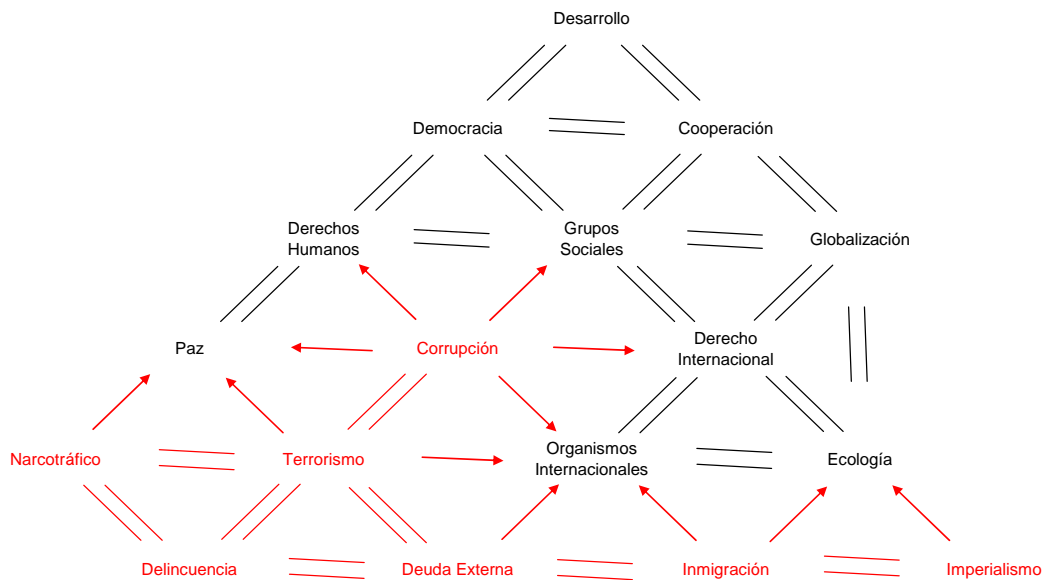 Desarrollo
Democracia
Cooperación
Derechos
Humanos
Grupos
Sociales
Globalización
Paz
Corrupción
Derecho
Internacional
Narcotráfico
Terrorismo
Organismos
Internacionales
Ecología
Delincuencia
Deuda Externa
Inmigración
Imperialismo